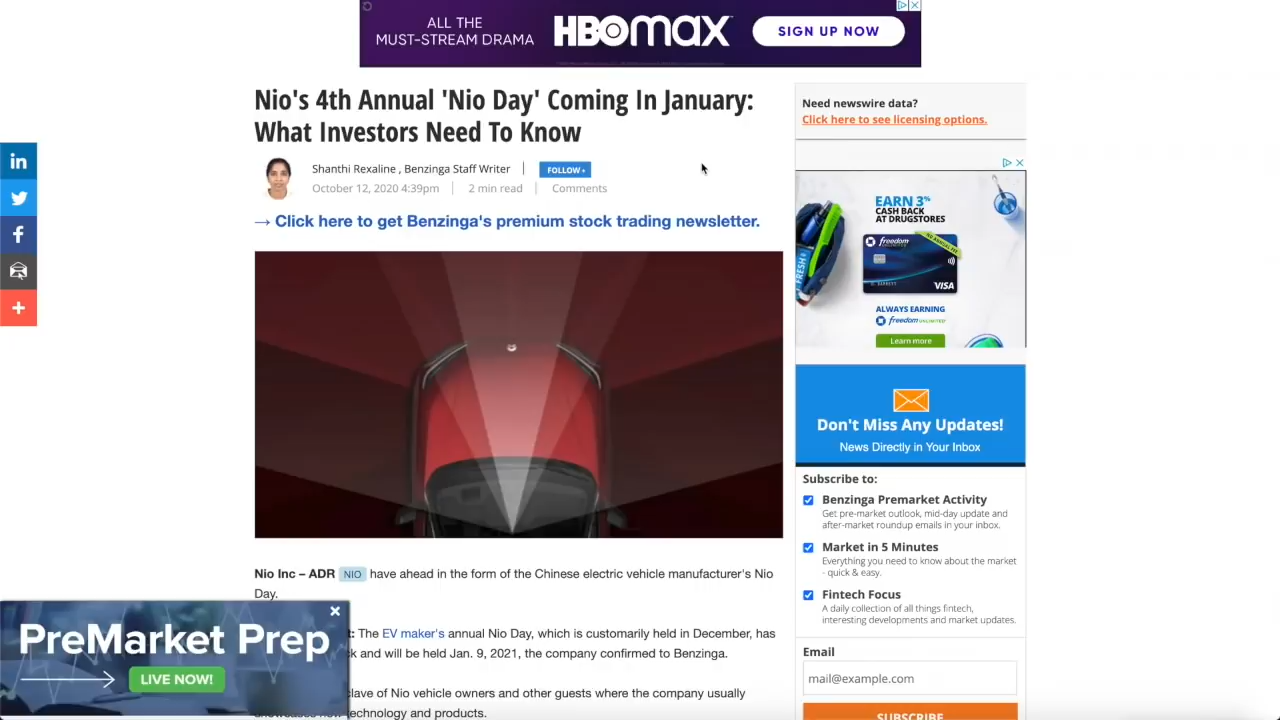 ALL THE
MUST-STREAM DRAMA
HBOmax
SIGN UP NOW
Nio's 4th Annual 'Nio Day' Coming In January:
What Investors Need To Know
Shanthi Rexaline , Benzinga Staff Writer
FOLLOW+
October 12, 2020 4:39pm
2 min read
Comments
→ Click here to get Benzinga's premium stock trading newsletter.
Nio Inc – ADR NIO have ahead in the form of the Chinese electric vehicle manufacturer's Nio
Day.
t: The EV maker's annual Nio Day, which is customarily held in December, has
k and will be held Jan. 9, 2021, the company confirmed to Benzinga.
clave of Nio vehicle owners and other guests where the company usually
technology and products.
PreMarket Prep
LIVE NOW!
Need newswire data?
Click here to see licensing options.
EARN 3%
CASH BACK
AT DRUGSTORES
freedom
NO ANNUAL FEE
VISA
ALWAYS EARNING
freedom UNLIMITED
Learn more
Don't Miss Any Updates!
News Directly in Your Inbox
Subscribe to:
Benzinga Premarket Activity
Get pre-market outlook, mid-day update and
after-market roundup emails in your inbox.
Market in 5 Minutes
Everything you need to know about the market
- quick & easy.
Fintech Focus
A daily collection of all things fintech,
interesting developments and market updates.
Email
mail@example.com
SUBSCRIBE